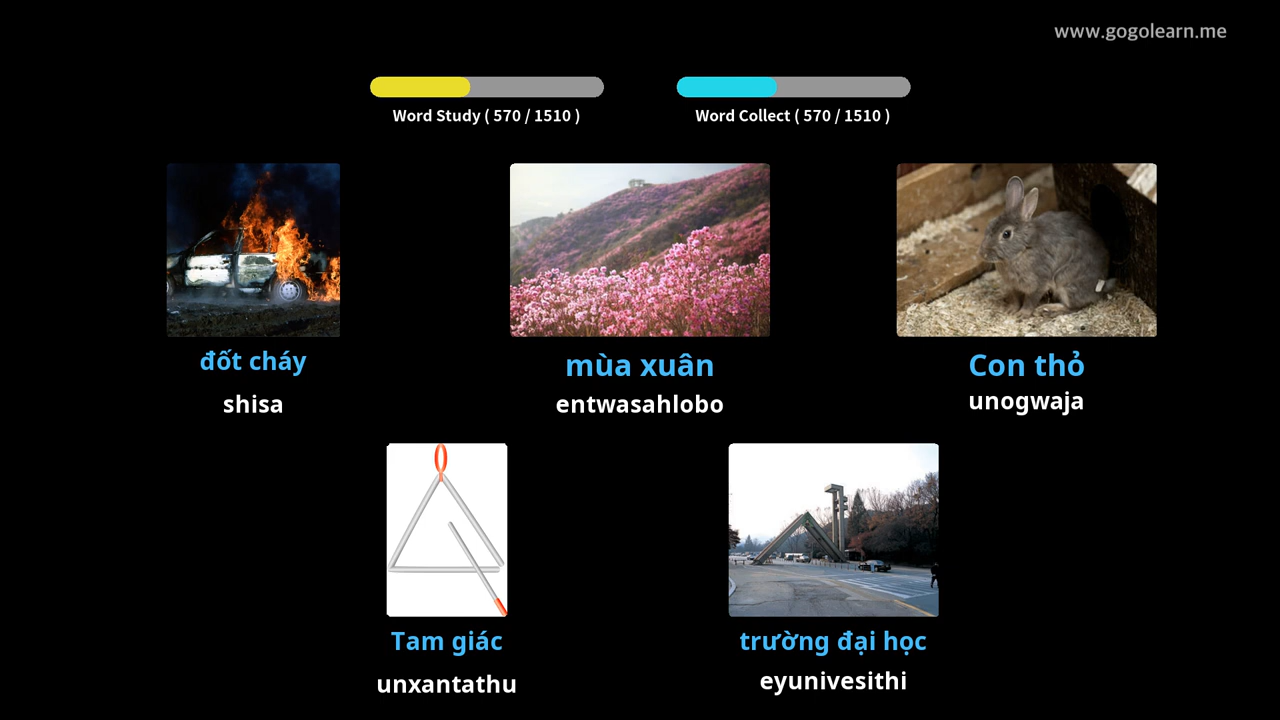 www.gogolearn.me
Word Study ( 570 / 1510 )
Word Collect ( 570 / 1510 )
đốt cháy
shisa
mùa xuân
entwasahlobo
Con thỏ
unogwaja
Tam giác
unxantathu
trường đại học
eyunivesithi